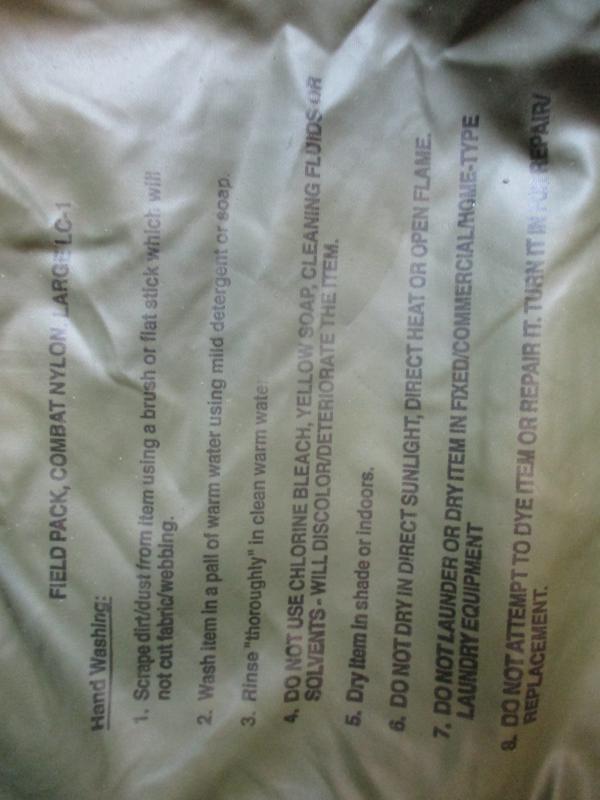 FIELD PACK, COMBAT NYLON, LARGE LC-1
Hand Washing:
1. Scrape dirt/dust from item using a brush or flat stick which will
not cut fabric/webbing.
2. Wash item in a pail of warm water using mild detergent or soap.
3. Rinse "thoroughly" in clean warm water
4. DO NOT USE CHLORINE BLEACH, YELLOW SOAP, CLEANING FLUIDS OR
SOLVENTS - WILL DISCOLOR/DETERIORATE THE ITEM.
5. Dry item in shade or indoors.
6. DO NOT DRY IN DIRECT SUNLIGHT, DIRECT HEAT OR OPEN FLAME.
7. DO NOT LAUNDER OR DRY ITEM IN FIXED/COMMERCIAL/HOME-TYPE
LAUNDRY EQUIPMENT
8. DO NOT ATTEMPT TO DYE ITEM OR REPAIR IT. TURN IT IN FOR REPAIR/
REPLACEMENT.